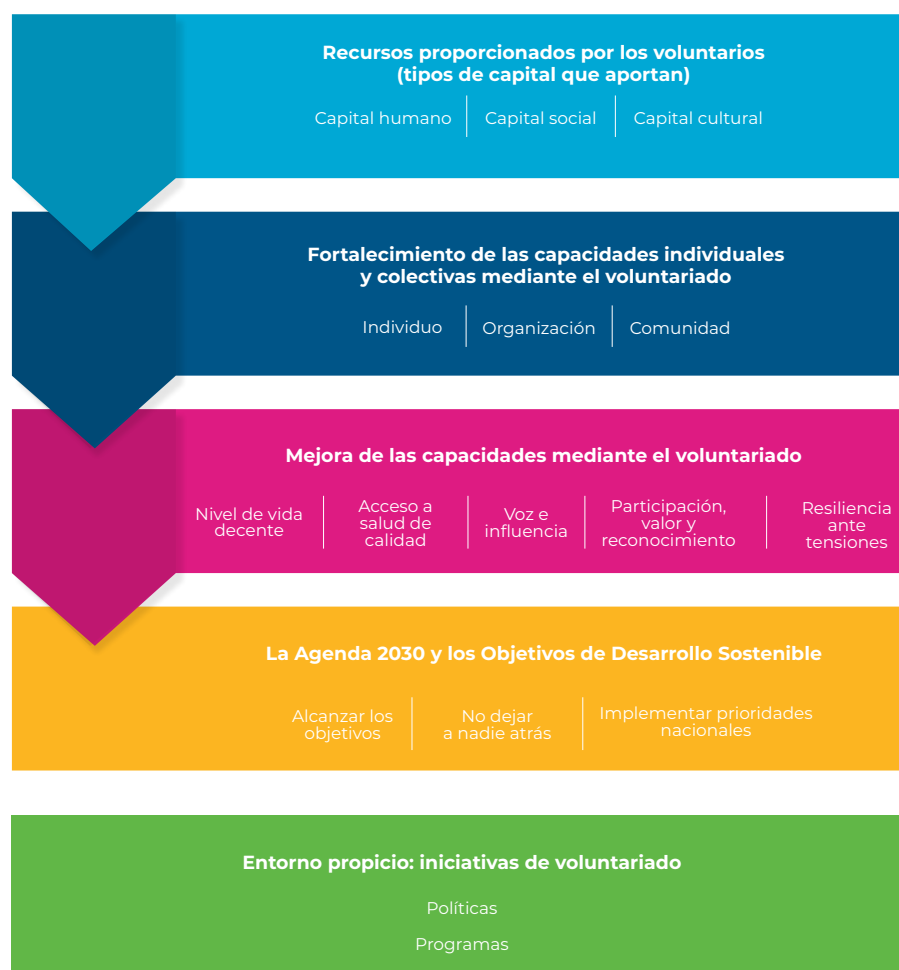 Recursos proporcionados por los voluntarios
(tipos de capital que aportan)
Capital humano
Capital social
Capital cultural
Fortalecimiento de las capacidades individuales
y colectivas mediante el voluntariado
Individuo
Organización
Comunidad
Mejora de las capacidades mediante el voluntariado
Nivel de vida
decente
Acceso a
salud de
calidad
Voz e
influencia
Participación,
valor y
reconocimiento
Resiliencia
ante
tensiones
La Agenda 2030 y los Objetivos de Desarrollo Sostenible
Alcanzar los
objetivos
No dejar
a nadie atrás
Implementar prioridades
nacionales
Entorno propicio: iniciativas de voluntariado
Políticas
Programas